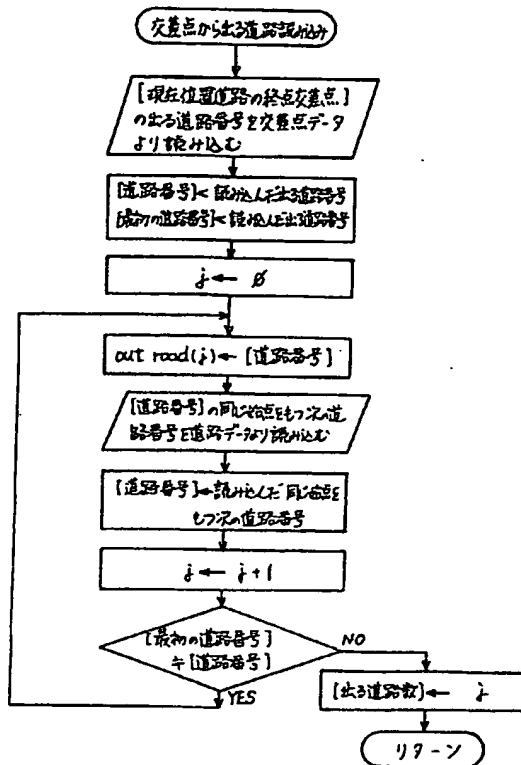 交差点から出る道路読み込み
[現在位置道路の終点交差点]
の出る道路番号を交差点データ
より読み込む
[道路番号]←読み込んだ出る道路番号
[最初の道路番号]←読み込んだ出る道路番号
j ← 0
out road(j) ← [道路番号]
[道路番号]の同じ始点をもつ次の道
路番号を道路データより読み込む
[道路番号]←読み込んだ同じ始点を
もつ次の道路番号
j ← j+1
[最初の道路番号]
≠[道路番号]
NO
YES
[出る道路数] ← j
リターン